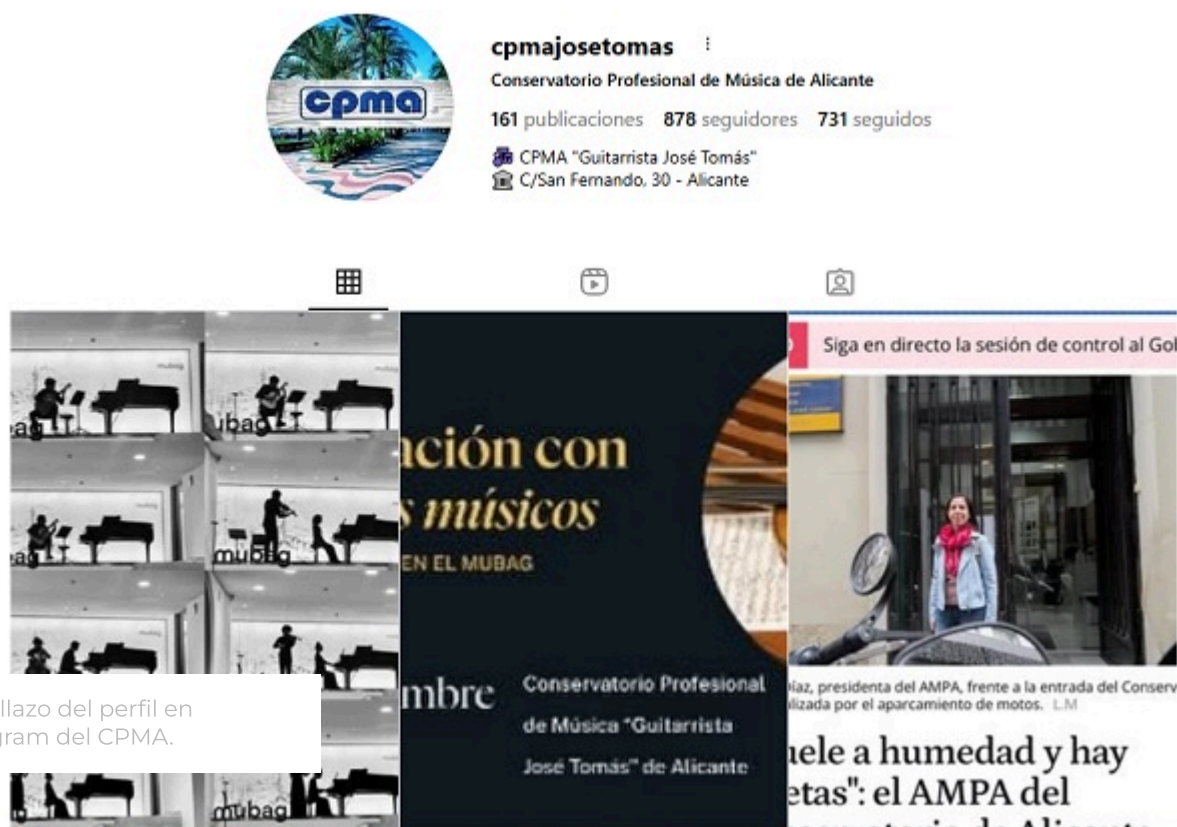 cpma
cpmajosetomas
Conservatorio Profesional de Música de Alicante
161 publicaciones 878 seguidores 731 seguidos
CPMA "Guitarrista José Tomás"
C/San Fernando, 30 - Alicante
mubag
mubag
ubag
mubag
mubag
mubag
ación con
s músicos
EN EL MUBAG
mbre
Conservatorio Profesional
de Música "Guitarrista
José Tomás" de Alicante
Siga en directo la sesión de control al Gol
íaz, presidenta del AMPA, frente a la entrada del Conserv
lizada por el aparcamiento de motos. L.M
uele a humedad y hay
etas": el AMPA del
llazo del perfil en
gram del CPMA.